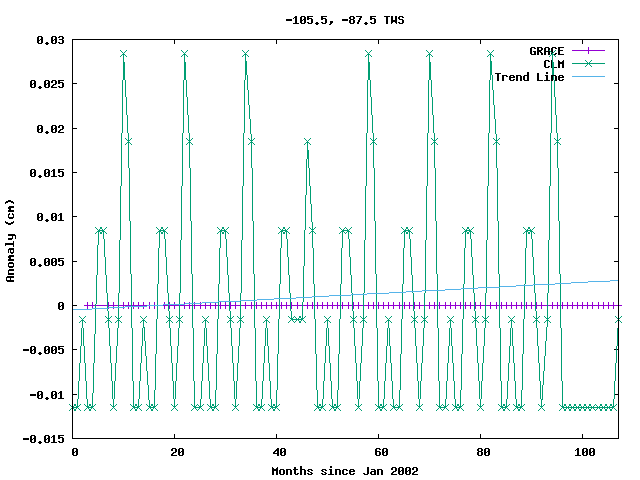 -105.5, -87.5 TWS
GRACE
CLM
Trend Line
0.03
0.025
0.02
0.015
0.01
0.005
0
-0.005
-0.01
-0.015
Anomaly (cm)
0 20 40 60 80 100
Months since Jan 2002